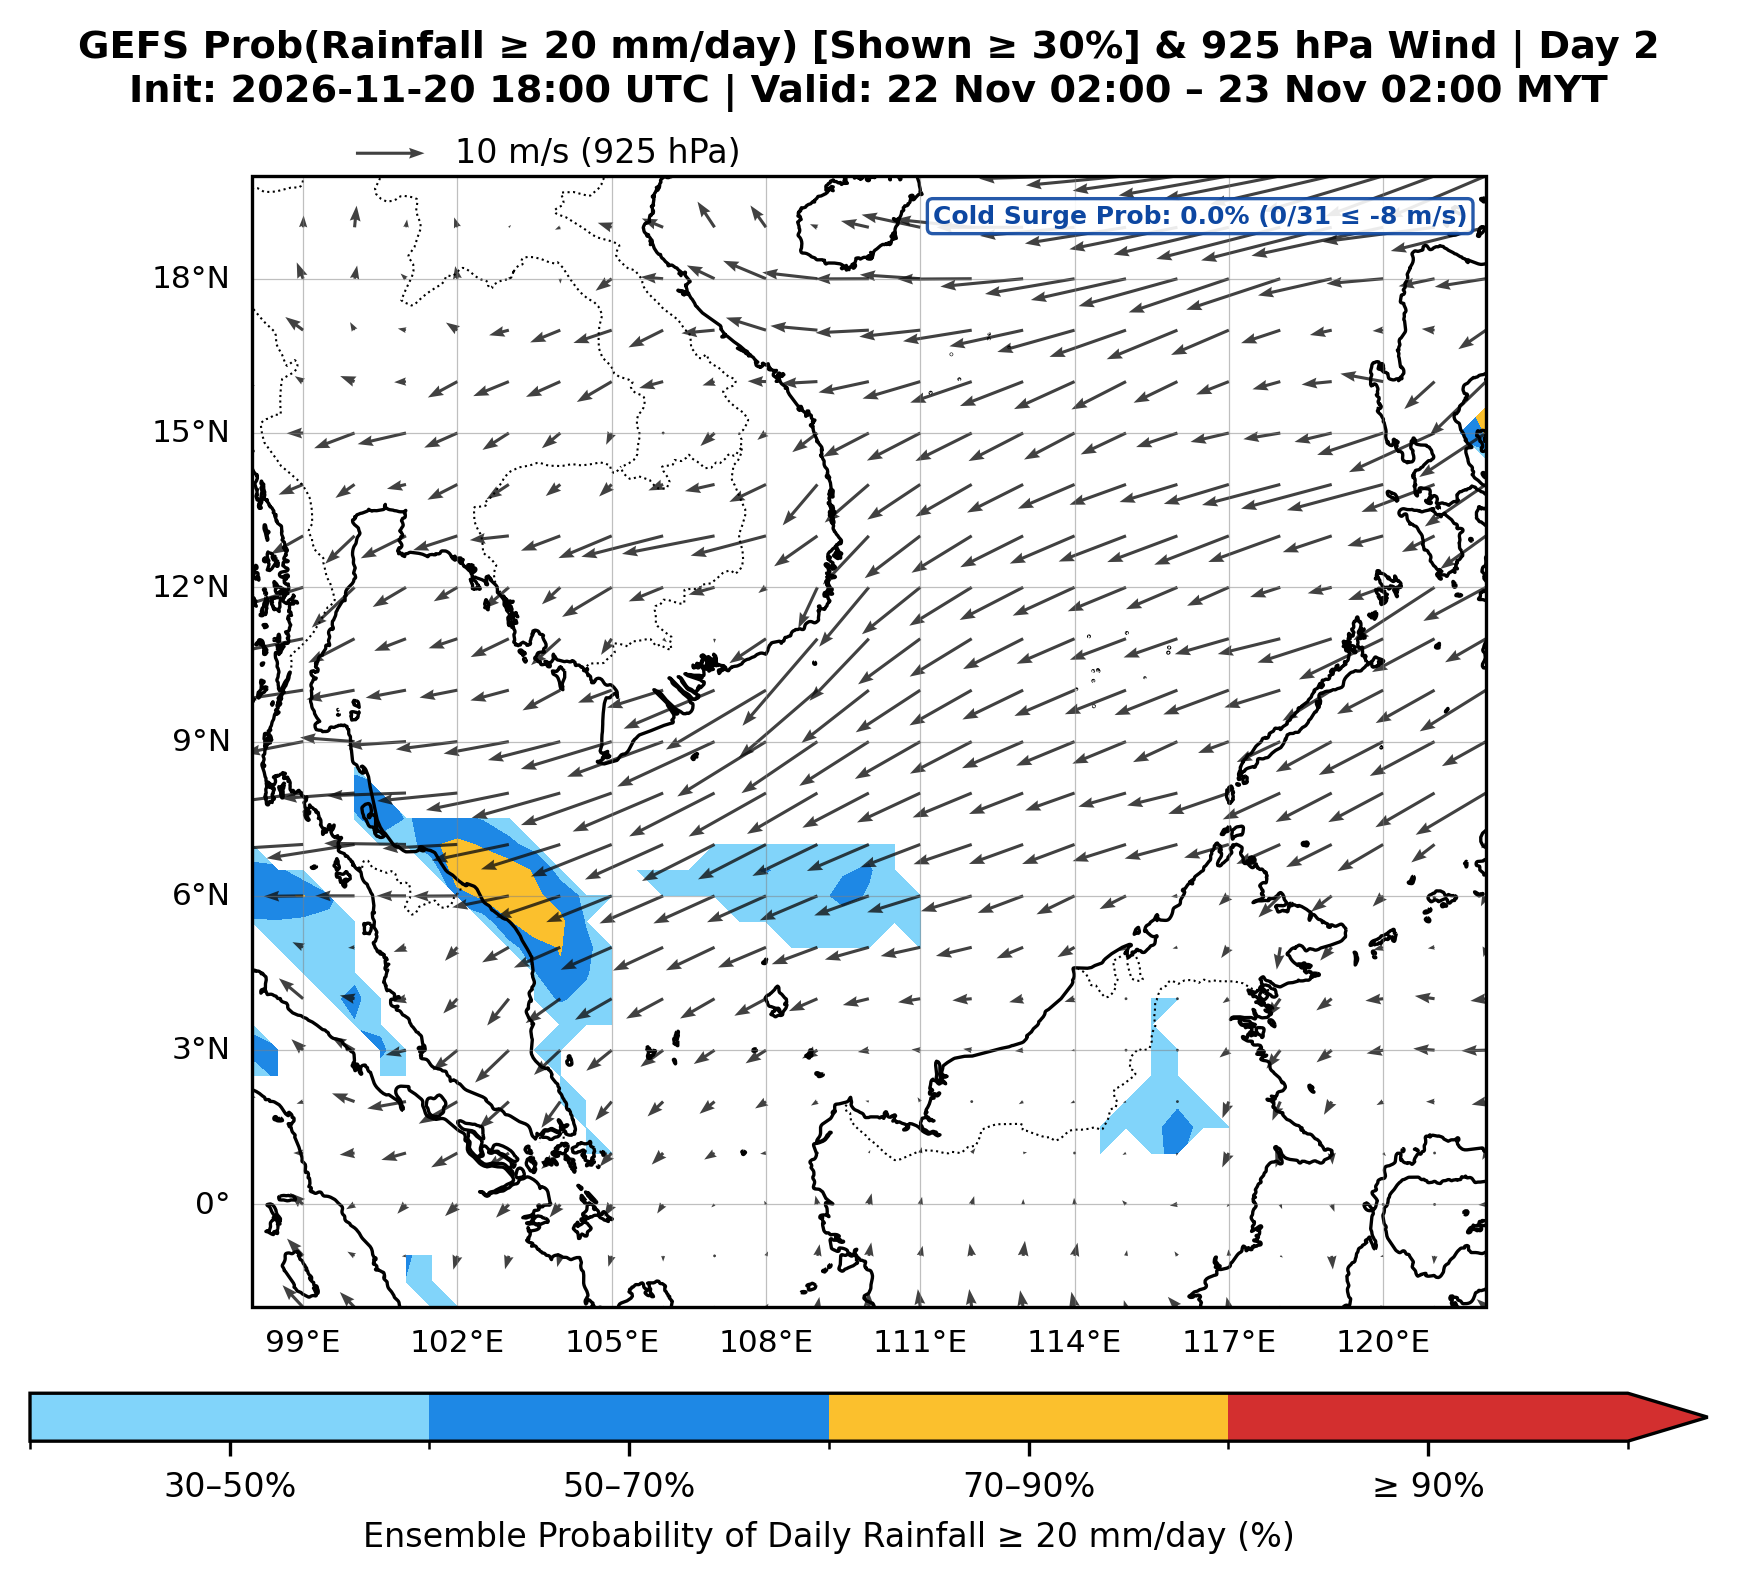 GEFS Prob(Rainfall ≥ 20 mm/day) [Shown ≥ 30%] & 925 hPa Wind | Day 2
Init: 2026-11-20 18:00 UTC | Valid: 22 Nov 02:00 – 23 Nov 02:00 MYT
10 m/s (925 hPa)
Cold Surge Prob: 0.0% (0/31 ≤ -8 m/s)
18°N
15°N
12°N
9°N
6°N
3°N
0°
99°E 102°E 105°E 108°E 111°E 114°E 117°E 120°E
30–50% 50–70% 70–90% ≥ 90%
Ensemble Probability of Daily Rainfall ≥ 20 mm/day (%)